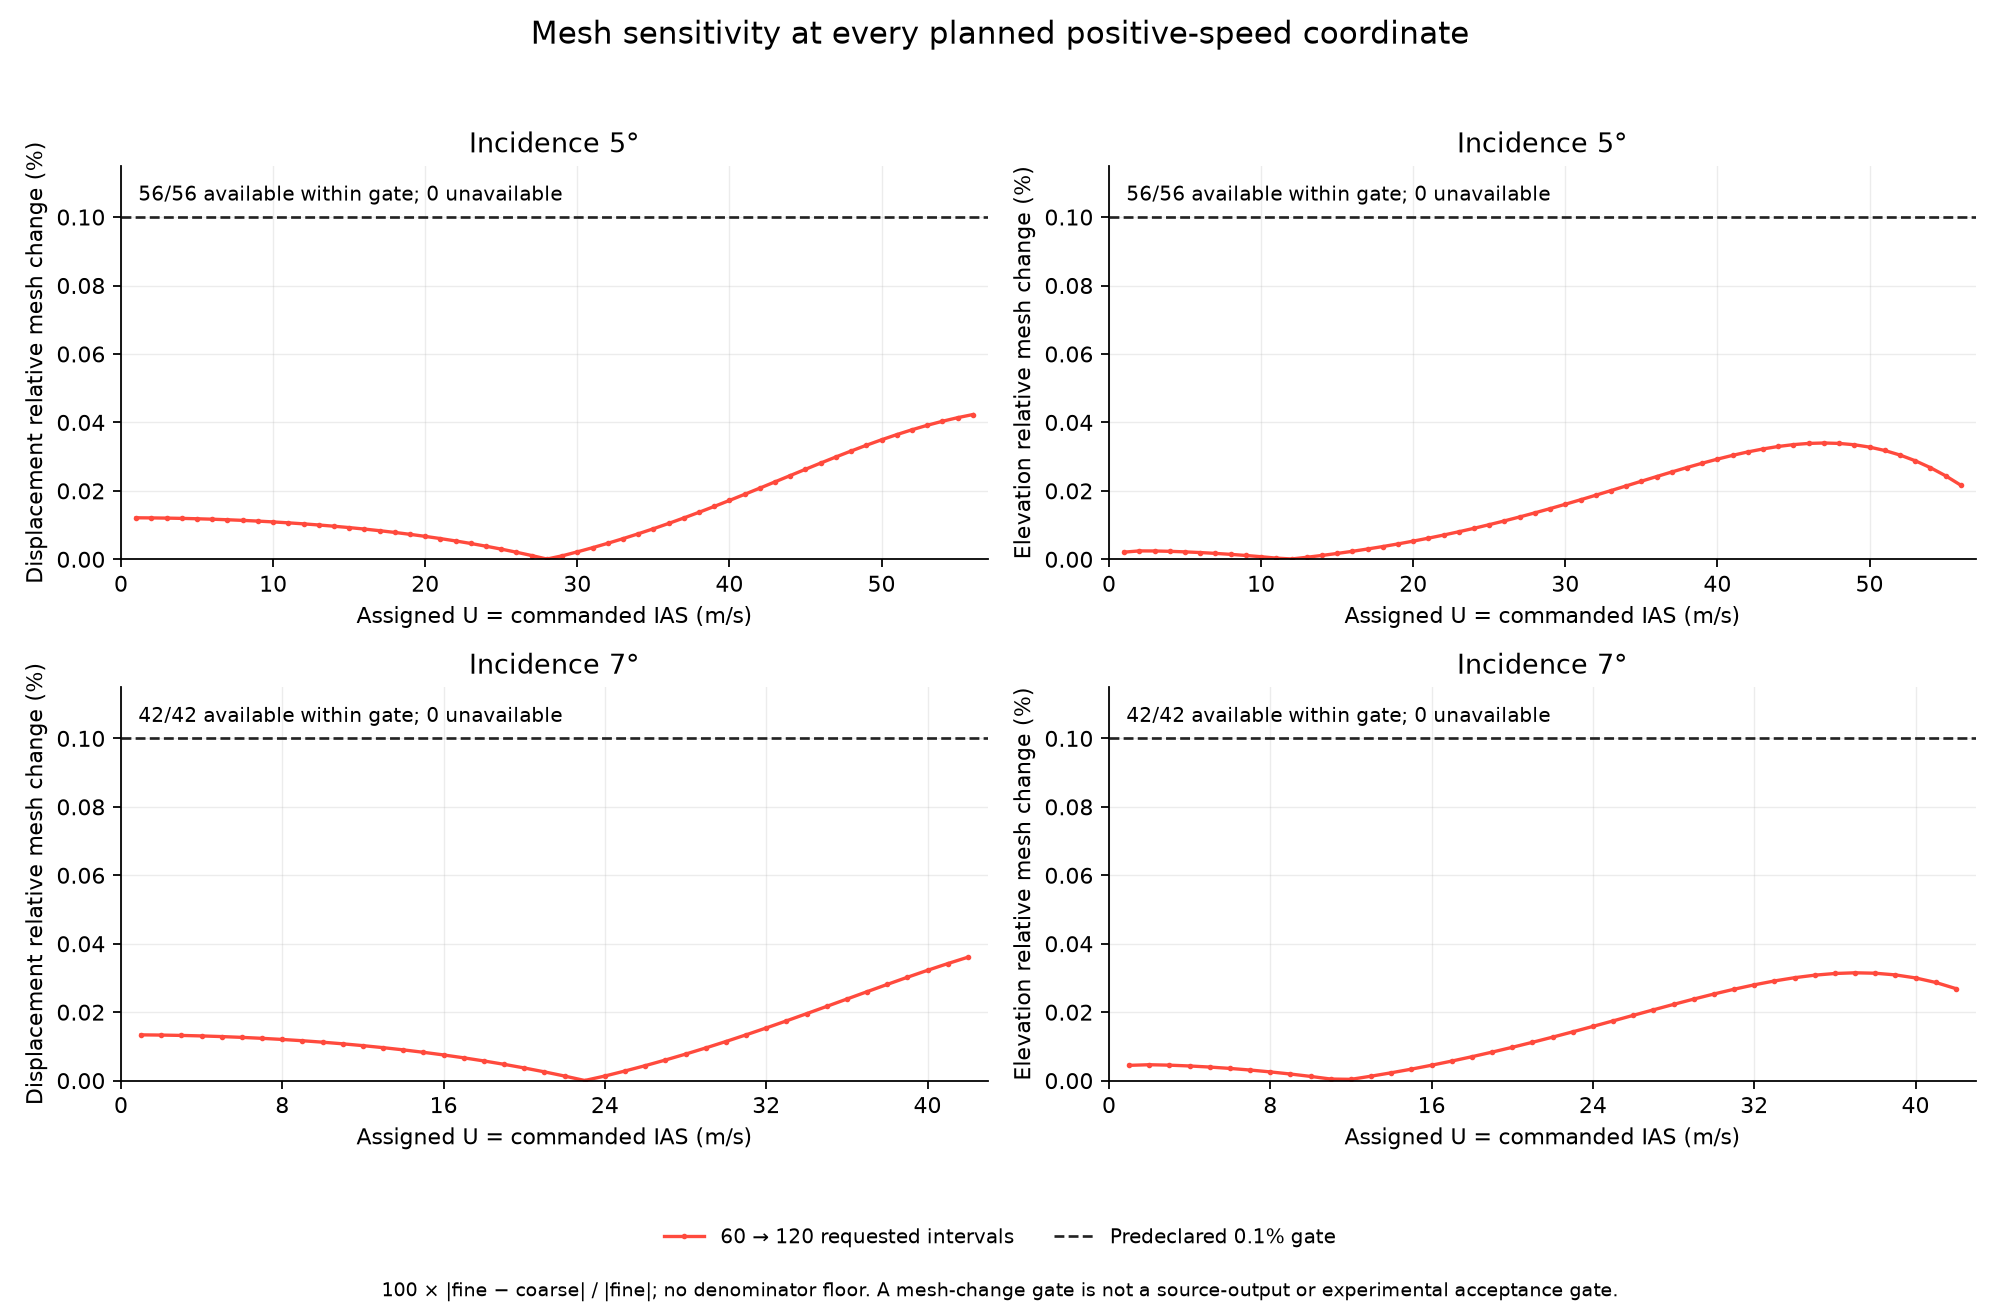 Mesh sensitivity at every planned positive-speed coordinate
Incidence 5°
56/56 available within gate; 0 unavailable
Displacement relative mesh change (%)
0.10
0.08
0.06
0.04
0.02
0.00
0 10 20 30 40 50
Assigned U = commanded IAS (m/s)
Incidence 5°
56/56 available within gate; 0 unavailable
Elevation relative mesh change (%)
0.10
0.08
0.06
0.04
0.02
0.00
0 10 20 30 40 50
Assigned U = commanded IAS (m/s)
Incidence 7°
42/42 available within gate; 0 unavailable
Displacement relative mesh change (%)
0.10
0.08
0.06
0.04
0.02
0.00
0 8 16 24 32 40
Assigned U = commanded IAS (m/s)
Incidence 7°
42/42 available within gate; 0 unavailable
Elevation relative mesh change (%)
0.10
0.08
0.06
0.04
0.02
0.00
0 8 16 24 32 40
Assigned U = commanded IAS (m/s)
60 → 120 requested intervals
Predeclared 0.1% gate
100 × |fine − coarse| / |fine|; no denominator floor. A mesh-change gate is not a source-output or experimental acceptance gate.